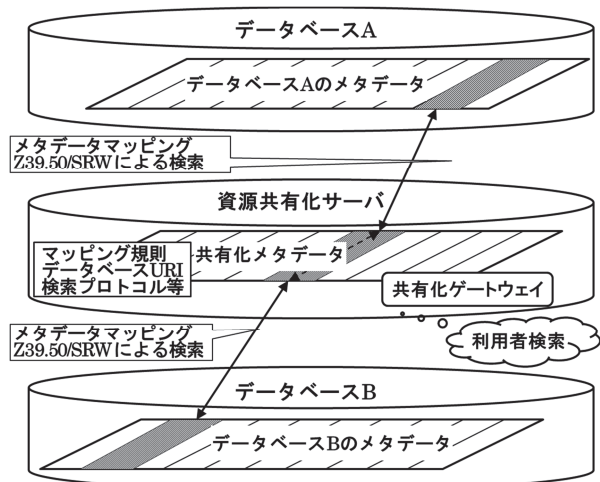 データベースA
データベースAのメタデータ
メタデータマッピング
Z39.50/SRWによる検索
資源共有化サーバ
マッピング規則
データベースURI
検索プロトコル等
共有化メタデータ
共有化ゲートウェイ
メタデータマッピング
Z39.50/SRWによる検索
利用者検索
データベースB
データベースBのメタデータ